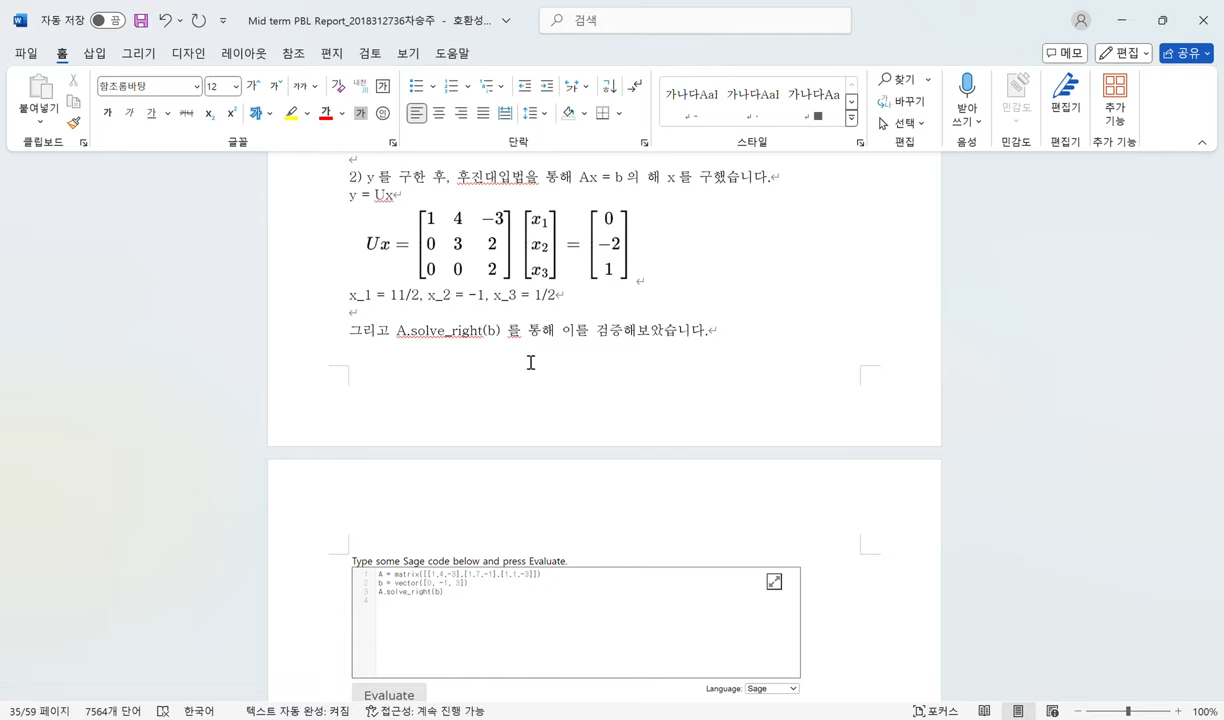 자동 저장 끔 Mid term PBL Report_2018312736차승주 - 호환성... 검색
파일 홈 삽입 그리기 디자인 레이아웃 참조 편지 검토 보기 도움말 메모 편집 공유
붙여넣기 함초롬바탕 12 가나다AaI 가나다AaI 가나다Aa 찾기 바꾸기 선택 받아쓰기 민감도 편집기 추가 기능
클립보드 글꼴 단락 스타일 편집 음성 민감도 편집기 추가 기능
2) y를 구한 후, 후진대입법을 통해 Ax = b의 해 x를 구했습니다.
y = Ux
Ux = [1 4 −3; 0 3 2; 0 0 2] [x₁; x₂; x₃] = [0; −2; 1]
x_1 = 11/2, x_2 = -1, x_3 = 1/2
그리고 A.solve_right(b) 를 통해 이를 검증해보았습니다.
Type some Sage code below and press Evaluate.
1 A = matrix([[1,4,-3],[1,7,-1],[1,1,-3]])
2 b = vector([0, -1, 3])
3 A.solve_right(b)
4
Evaluate Language: Sage
35/59 페이지 7564개 단어 한국어 텍스트 자동 완성: 켜짐 접근성: 계속 진행 가능 포커스 100%